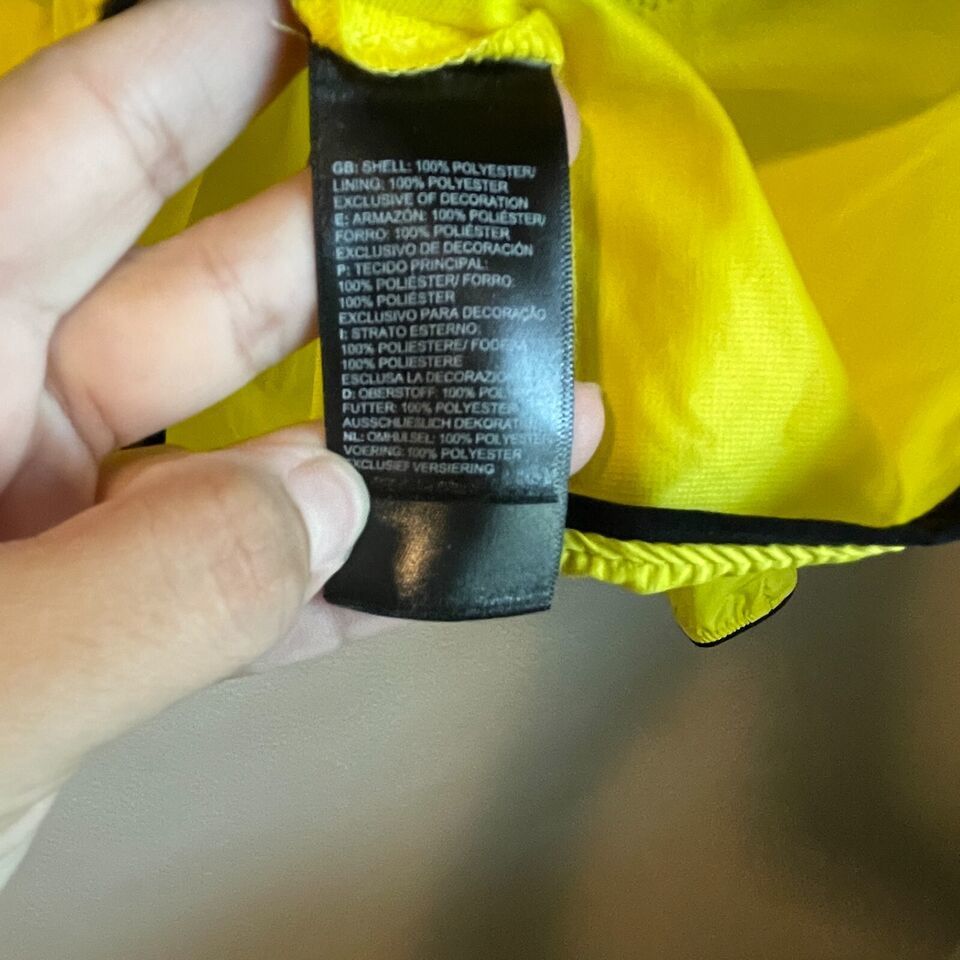 GB: SHELL: 100% POLYESTER/
LINING: 100% POLYESTER
EXCLUSIVE OF DECORATION
E: ARMAZÓN: 100% POLIÉSTER/
FORRO: 100% POLIÉSTER
EXCLUSIVO DE DECORACIÓN
P: TECIDO PRINCIPAL:
100% POLIÉSTER/ FORRO:
100% POLIÉSTER
EXCLUSIVO PARA DECORAÇÃO
I: STRATO ESTERNO:
100% POLIESTERE/
100% POLIESTERE
ESCLUSA LA
D: OBERSTOFF: 100%
FUTTER: 100% POLYESTER
AUSSCHLIESLICH
NL: OMHULSEL: 100% POLYESTER/
VOERING: 100% POLYESTER
EXCLUSIEF VERSIERING